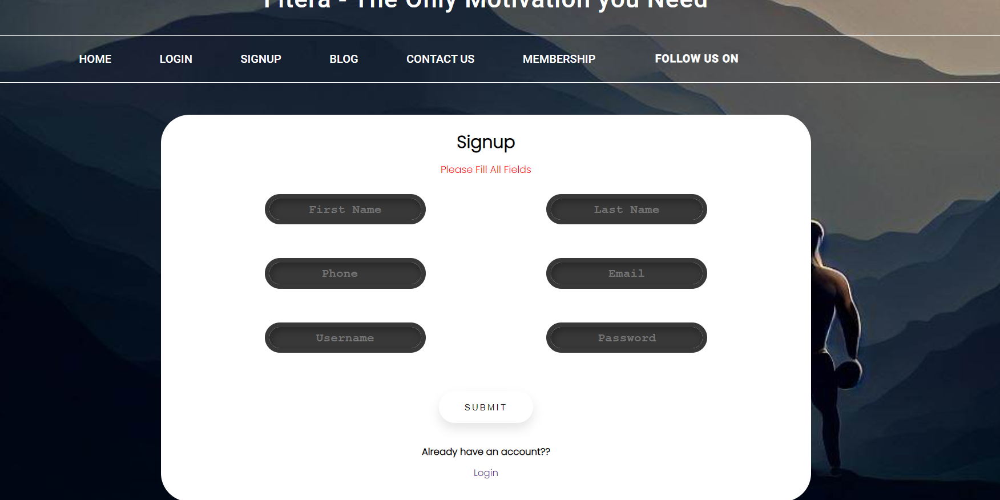 Fitera - The Only Motivation you Need
HOME LOGIN SIGNUP BLOG CONTACT US MEMBERSHIP FOLLOW US ON
Signup
Please Fill All Fields
First Name Last Name
Phone Email
Username Password
SUBMIT
Already have an account??
Login